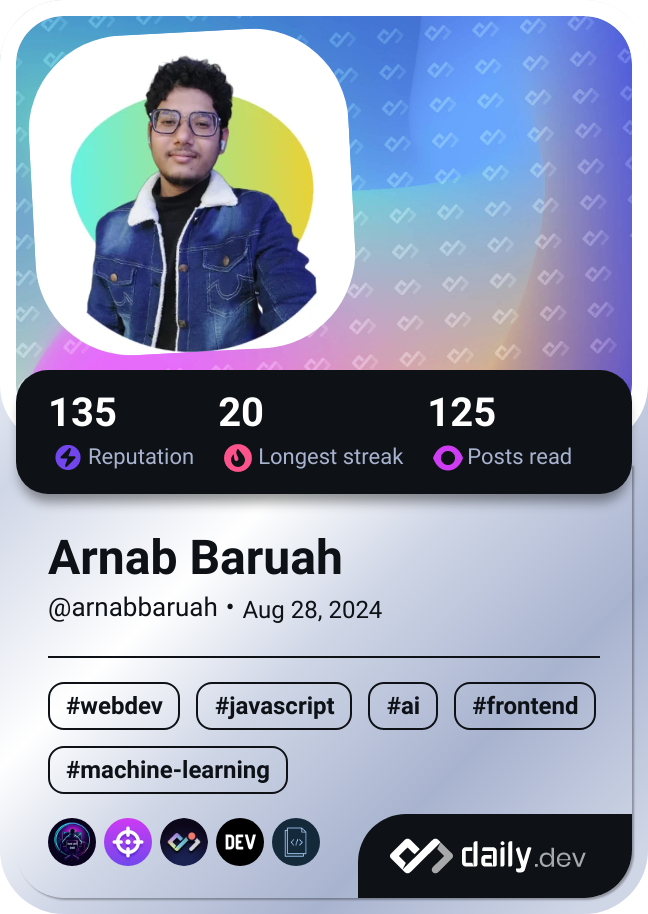 135 20 125
Reputation Longest streak Posts read
Arnab Baruah
@arnabbaruah • Aug 28, 2024
#webdev #javascript #ai #frontend
#machine-learning
DEV
daily.dev